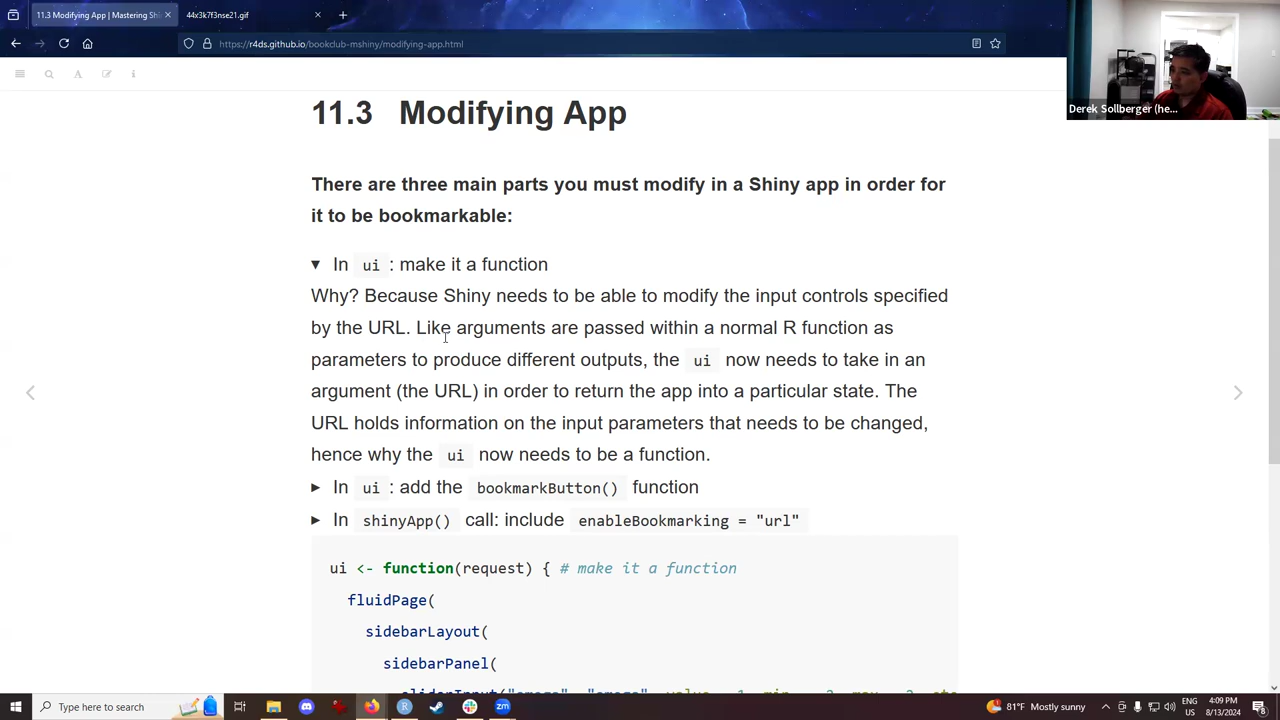 11.3 Modifying App | Mastering Shi
44x3k7f3nse21.gif
https://r4ds.github.io/bookclub-mshiny/modifying-app.html
Derek Sollberger (he...
11.3 Modifying App
There are three main parts you must modify in a Shiny app in order for
it to be bookmarkable:
In ui : make it a function
Why? Because Shiny needs to be able to modify the input controls specified
by the URL. Like arguments are passed within a normal R function as
parameters to produce different outputs, the ui now needs to take in an
argument (the URL) in order to return the app into a particular state. The
URL holds information on the input parameters that needs to be changed,
hence why the ui now needs to be a function.
In ui : add the bookmarkButton() function
In shinyApp() call: include enableBookmarking = "url"
ui <- function(request) { # make it a function
fluidPage(
sidebarLayout(
sidebarPanel(
Type here to search
81°F Mostly sunny
ENG
US
4:09 PM
8/13/2024